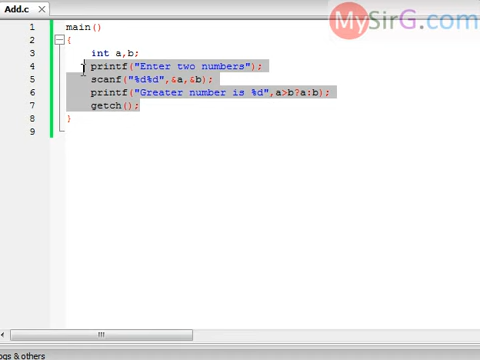 Add.c
MySirG.com
1 main()
2 {
3 int a,b;
4 printf("Enter two numbers");
5 scanf("%d%d",&a,&b);
6 printf("Greater number is %d",a>b?a:b);
7 getch();
8 }
9
ogs & others